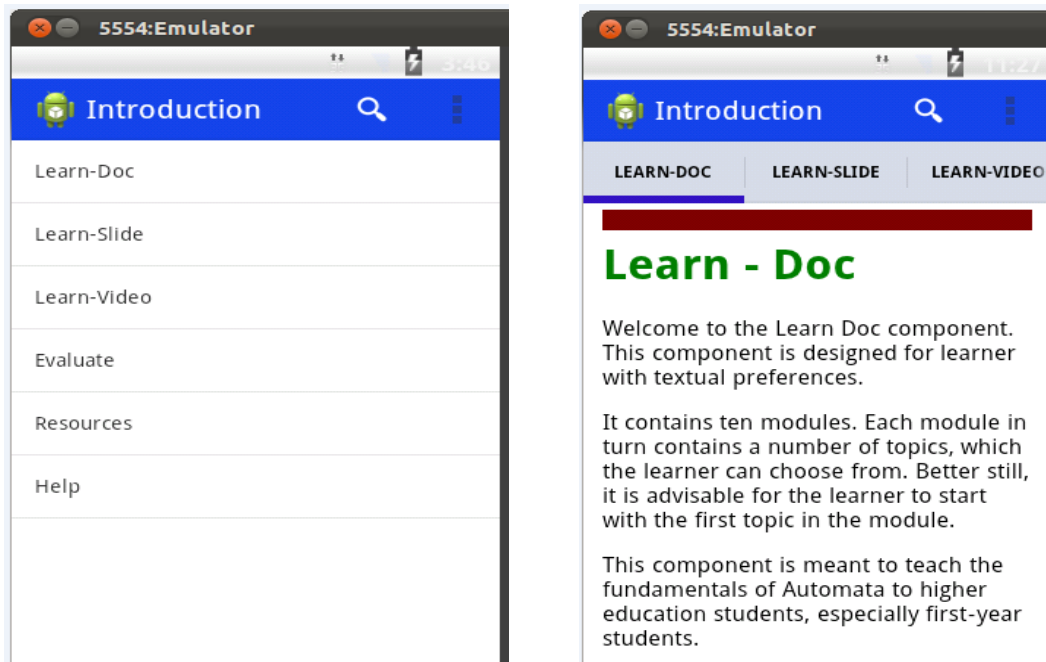 5554:Emulator
3:46
Introduction
Learn-Doc
Learn-Slide
Learn-Video
Evaluate
Resources
Help
5554:Emulator
11:27
Introduction
LEARN-DOC LEARN-SLIDE LEARN-VIDEO
Learn - Doc
Welcome to the Learn Doc component.
This component is designed for learner
with textual preferences.
It contains ten modules. Each module in
turn contains a number of topics, which
the learner can choose from. Better still,
it is advisable for the learner to start
with the first topic in the module.
This component is meant to teach the
fundamentals of Automata to higher
education students, especially first-year
students.